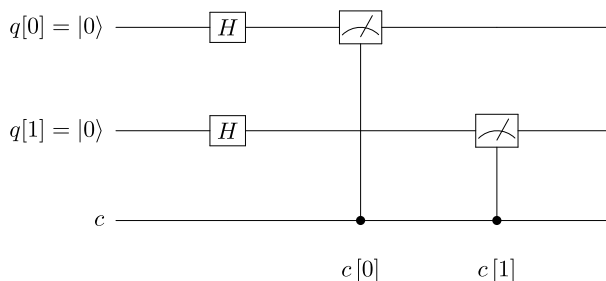 q[0] = |0⟩ H
q[1] = |0⟩ H
c
c[0] c[1]